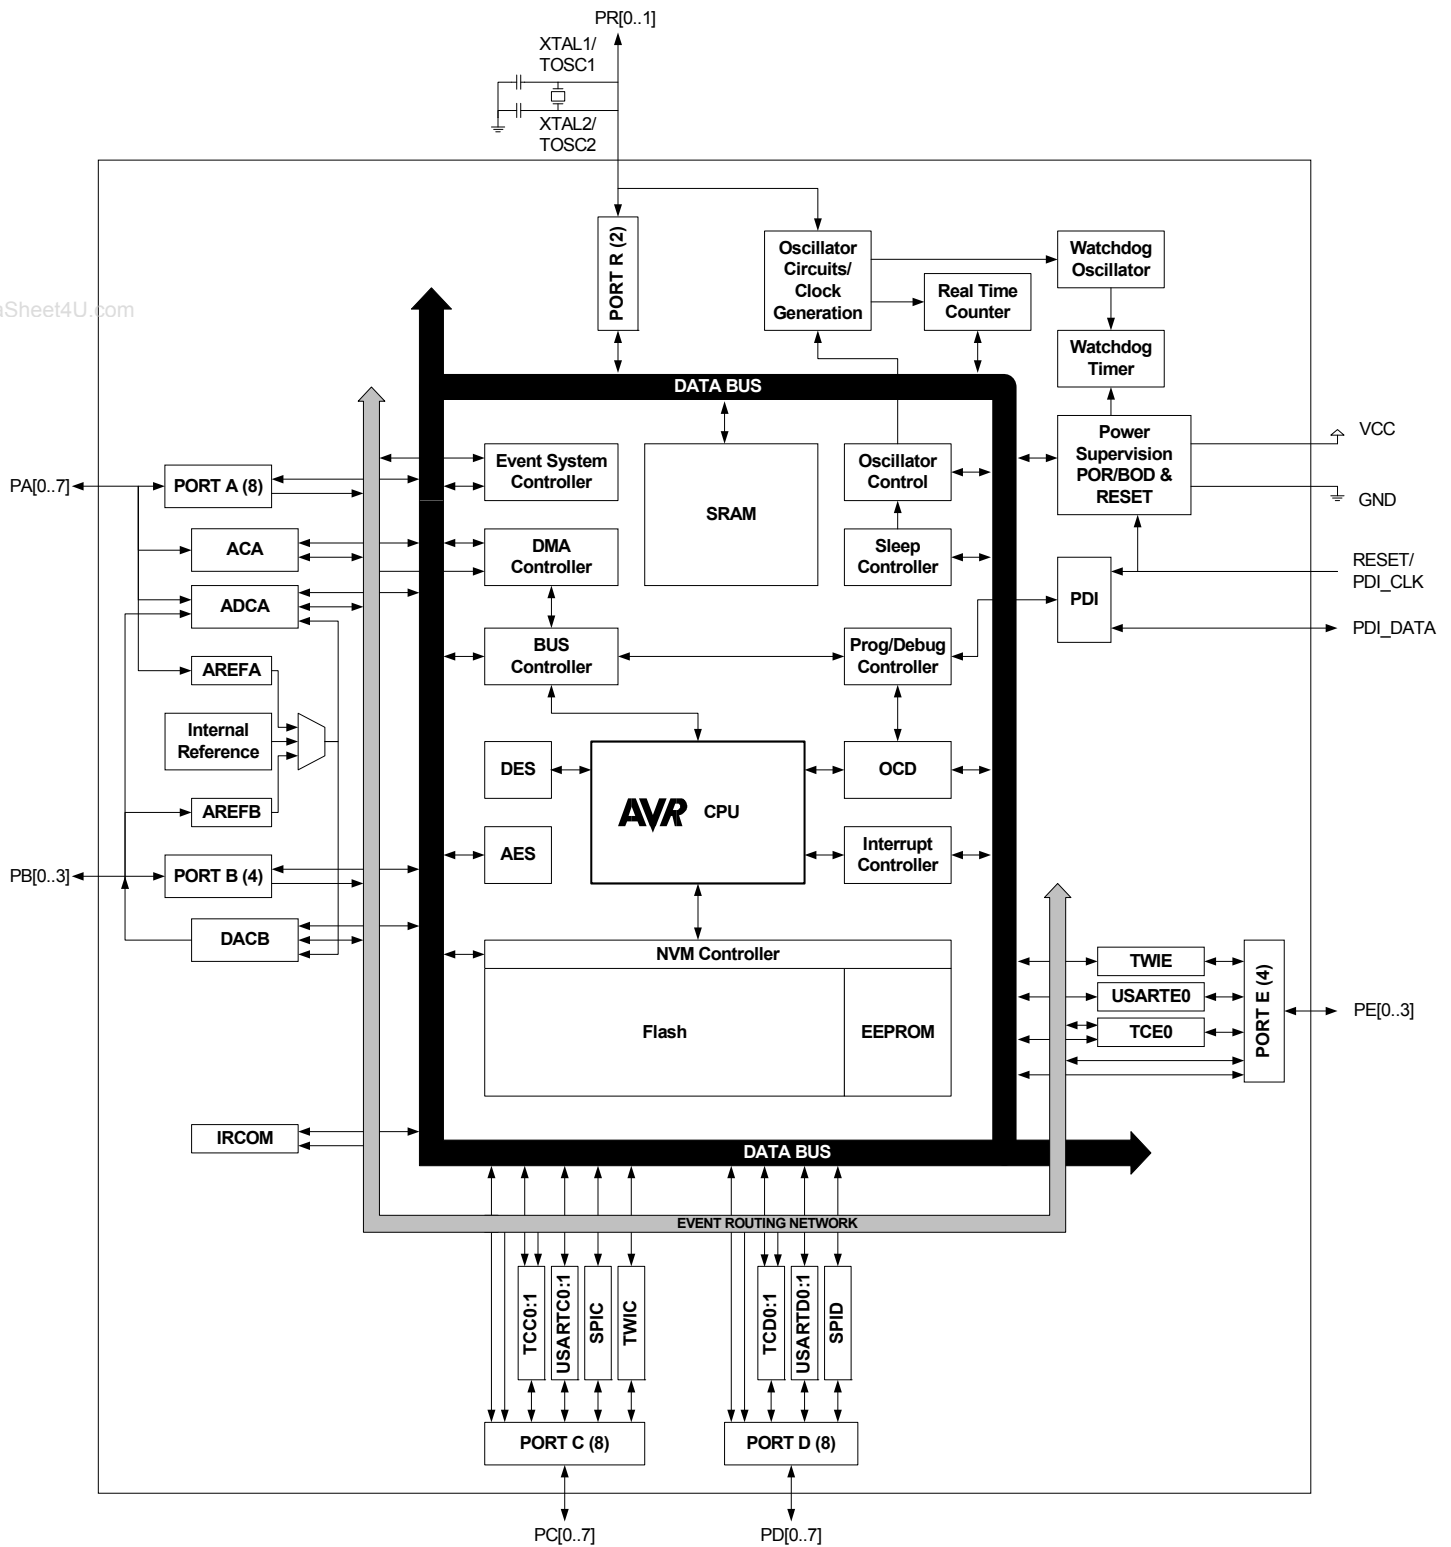 PR[0..1]
XTAL1/
TOSC1
XTAL2/
TOSC2
PORT R (2)
Oscillator
Circuits/
Clock
Generation
Watchdog
Oscillator
Real Time
Counter
aSheet4U.com
Watchdog
Timer
DATA BUS
Power
Supervision
POR/BOD &
RESET
VCC
GND
Event System
Controller
SRAM
Oscillator
Control
PA[0..7]
PORT A (8)
ACA
DMA
Controller
Sleep
Controller
RESET/
PDI_CLK
PDI
ADCA
PDI_DATA
BUS
Controller
Prog/Debug
Controller
AREFA
Internal
Reference
DES
AVR
CPU
OCD
AREFB
AES
Interrupt
Controller
PB[0..3]
PORT B (4)
DACB
NVM Controller
Flash
EEPROM
TWIE
USARTE0
TCE0
PORT E (4)
PE[0..3]
IRCOM
DATA BUS
EVENT ROUTING NETWORK
TCC0:1
USARTC0:1
SPIC
TWIC
TCD0:1
USARTD0:1
SPID
PORT C (8)
PORT D (8)
PC[0..7]
PD[0..7]